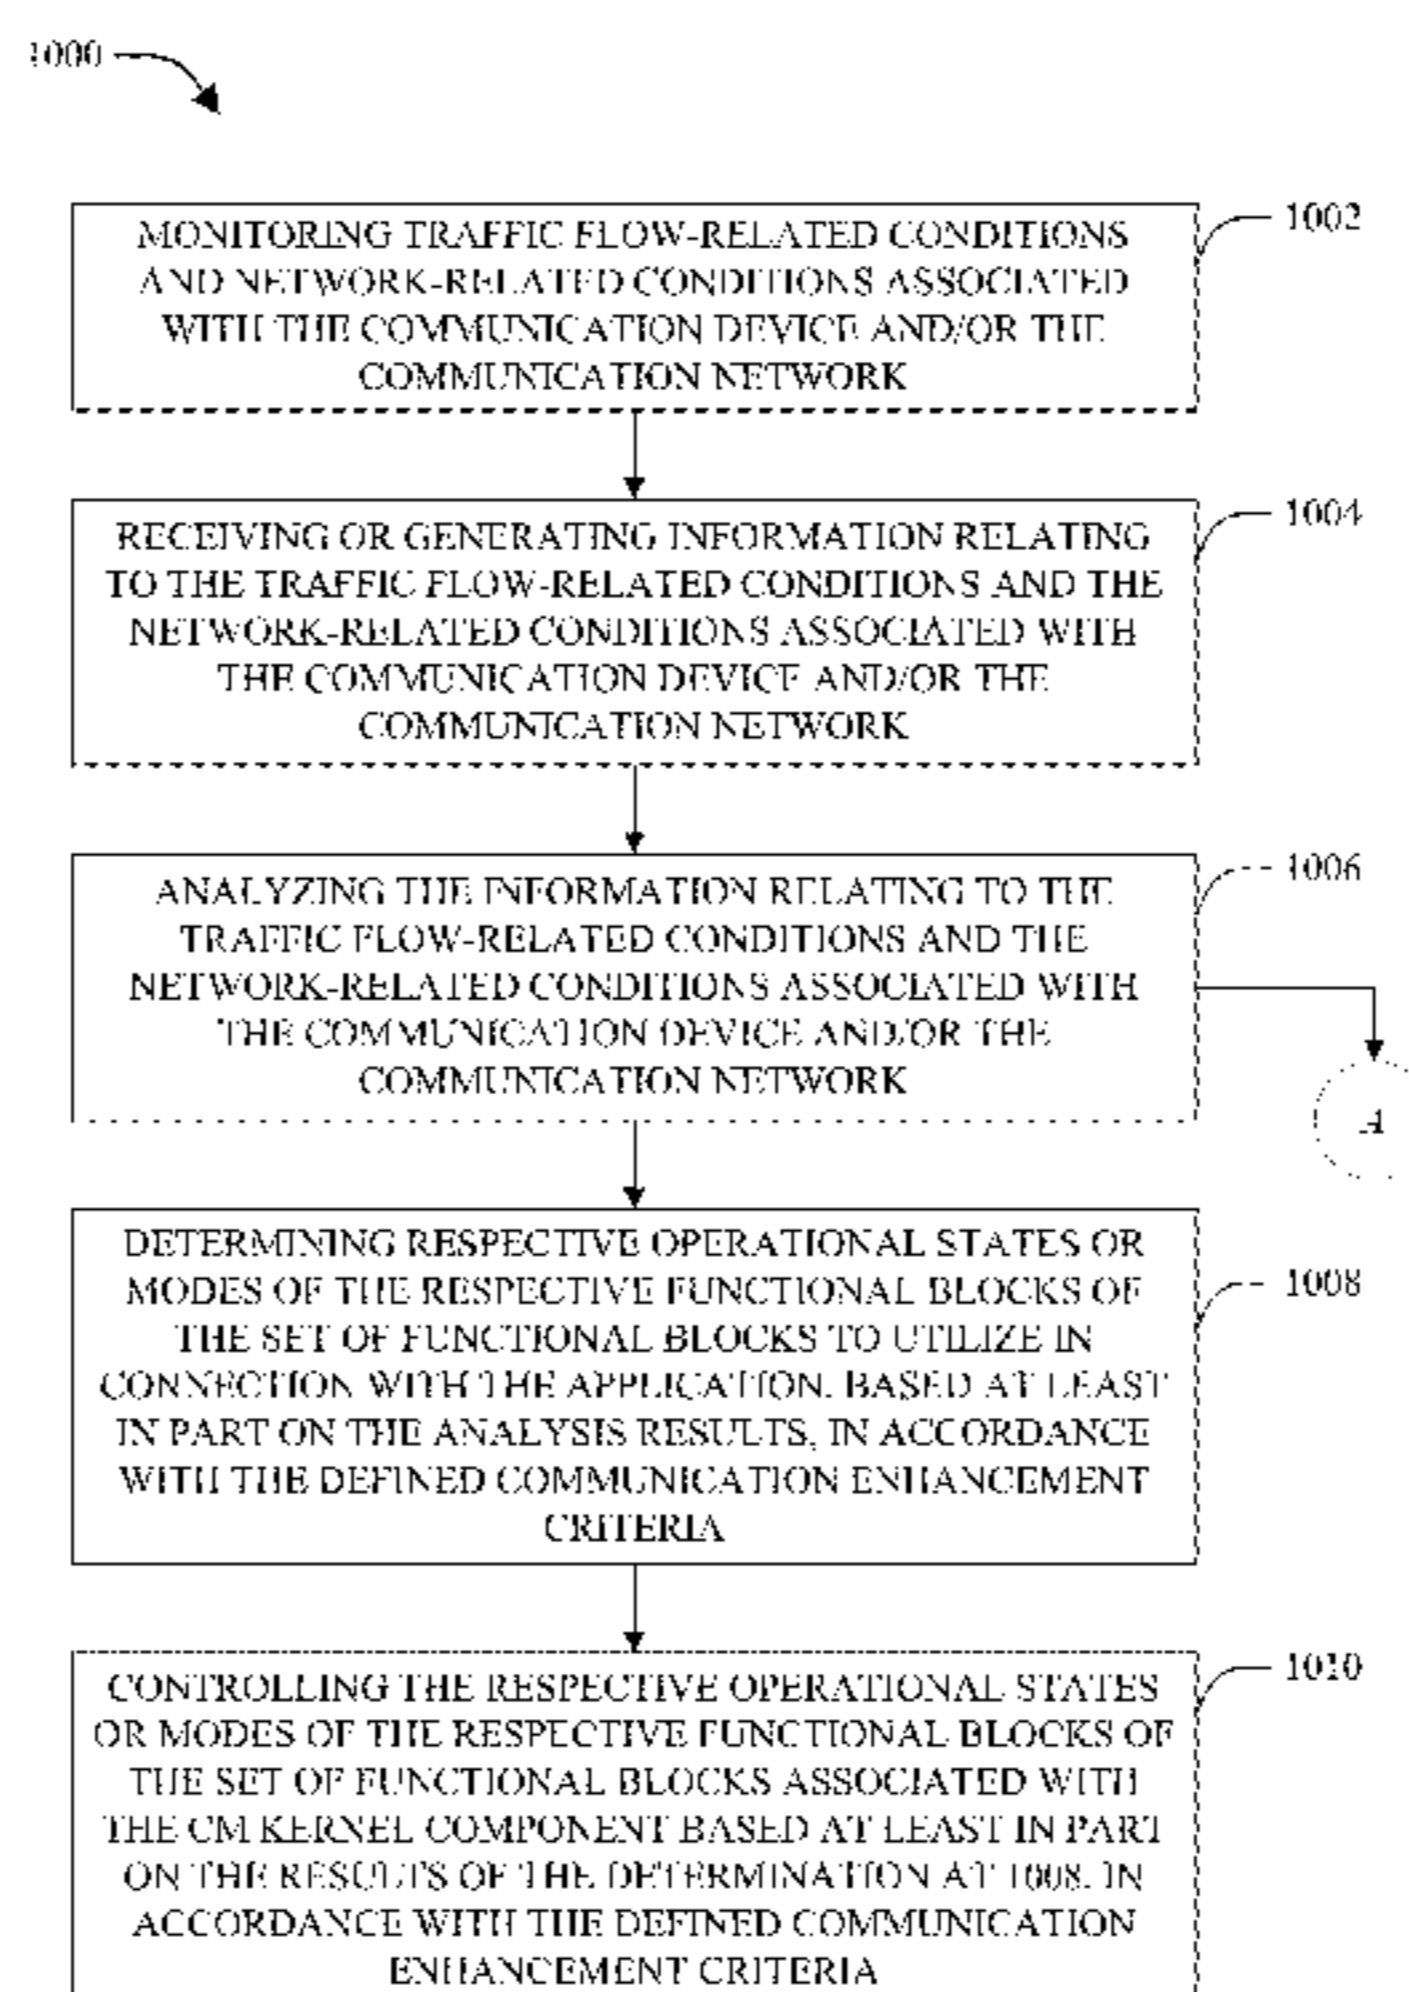 1000
1002
MONITORING TRAFFIC FLOW-RELATED CONDITIONS
AND NETWORK-RELATED CONDITIONS ASSOCIATED
WITH THE COMMUNICATION DEVICE AND/OR THE
COMMUNICATION NETWORK
1004
RECEIVING OR GENERATING INFORMATION RELATING
TO THE TRAFFIC FLOW-RELATED CONDITIONS AND THE
NETWORK-RELATED CONDITIONS ASSOCIATED WITH
THE COMMUNICATION DEVICE AND/OR THE
COMMUNICATION NETWORK
1006
ANALYZING THE INFORMATION RELATING TO THE
TRAFFIC FLOW-RELATED CONDITIONS AND THE
NETWORK-RELATED CONDITIONS ASSOCIATED WITH
THE COMMUNICATION DEVICE AND/OR THE
COMMUNICATION NETWORK
A
1008
DETERMINING RESPECTIVE OPERATIONAL STATES OR
MODES OF THE RESPECTIVE FUNCTIONAL BLOCKS OF
THE SET OF FUNCTIONAL BLOCKS TO UTILIZE IN
CONNECTION WITH THE APPLICATION, BASED AT LEAST
IN PART ON THE ANALYSIS RESULTS, IN ACCORDANCE
WITH THE DEFINED COMMUNICATION ENHANCEMENT
CRITERIA
1010
CONTROLLING THE RESPECTIVE OPERATIONAL STATES
OR MODES OF THE RESPECTIVE FUNCTIONAL BLOCKS OF
THE SET OF FUNCTIONAL BLOCKS ASSOCIATED WITH
THE CM KERNEL COMPONENT BASED AT LEAST IN PART
ON THE RESULTS OF THE DETERMINATION AT 1008, IN
ACCORDANCE WITH THE DEFINED COMMUNICATION
ENHANCEMENT CRITERIA